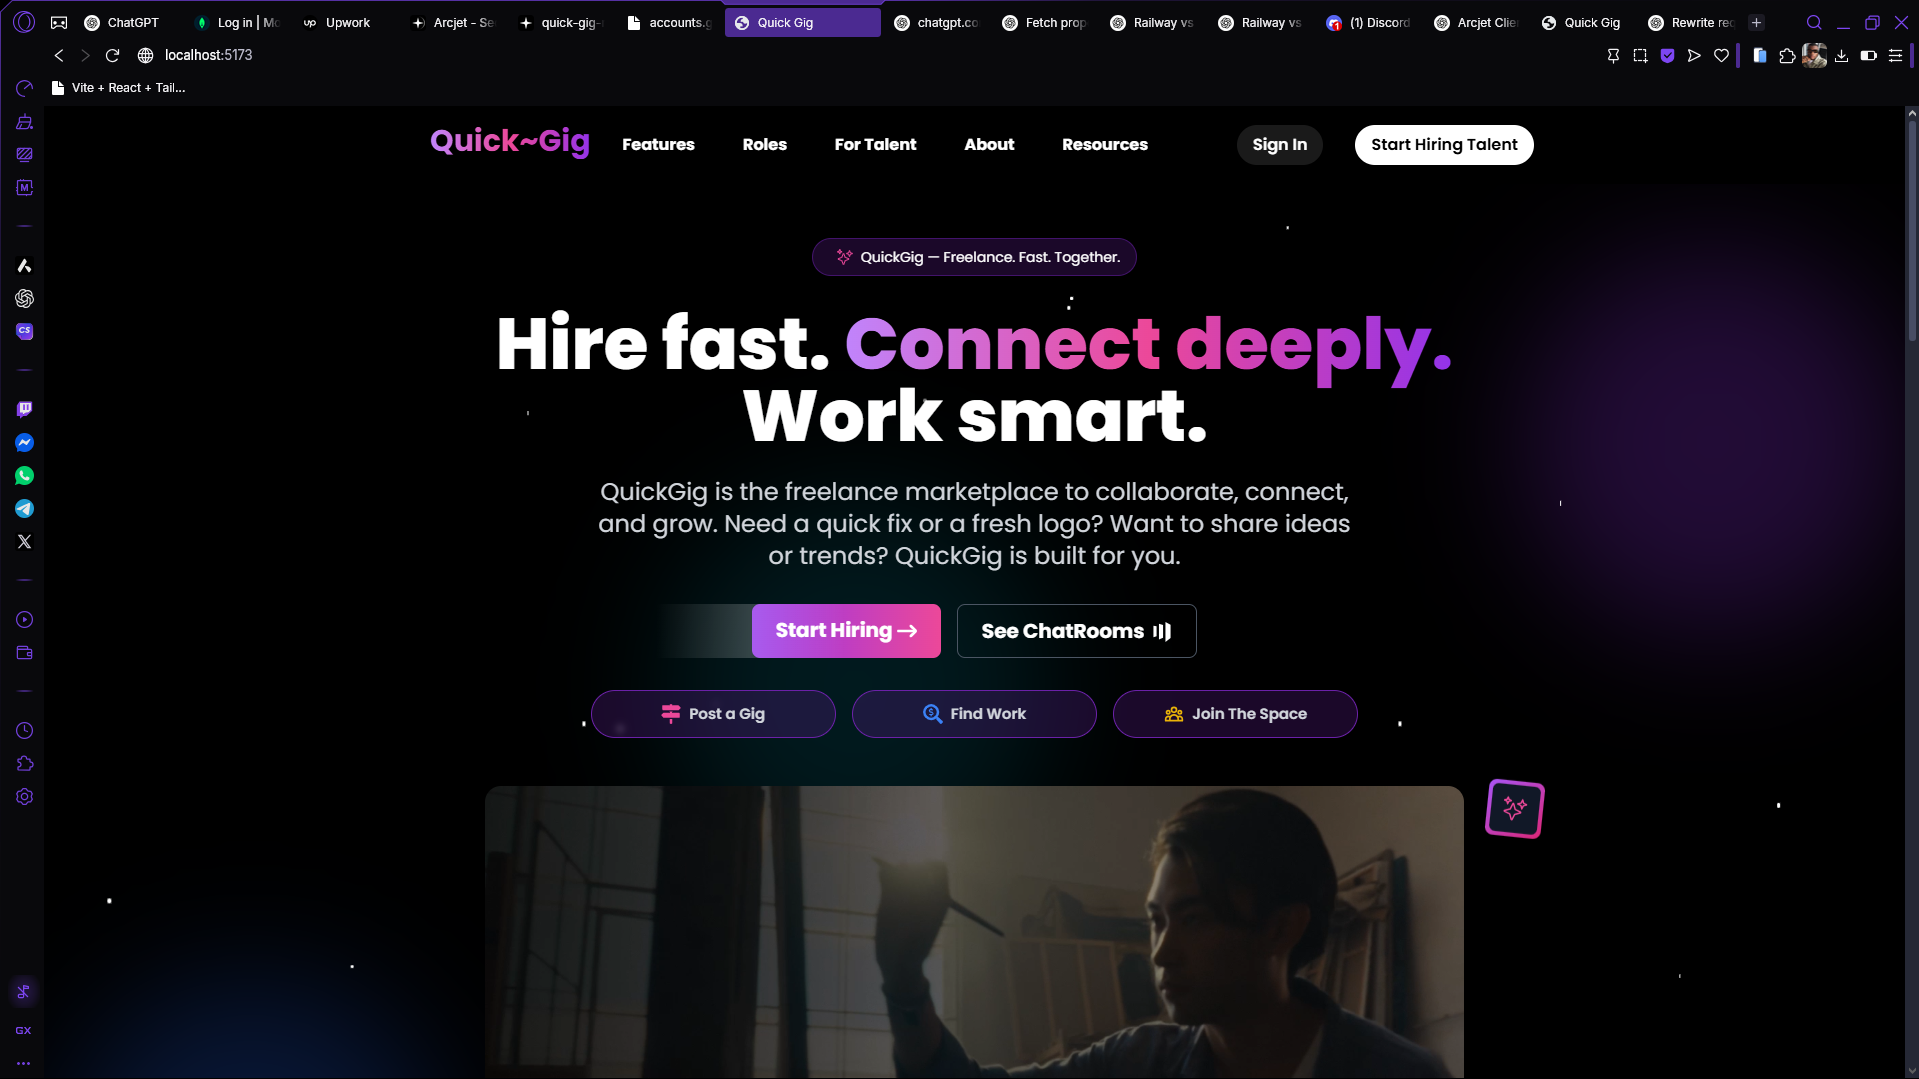 ChatGPT
Log in | Mo
Upwork
Arcjet - Se
quick-gig-
accounts.g
Quick Gig
chatgpt.co
Fetch prop
Railway vs
Railway vs
(1) Discord
Arcjet Clie
Quick Gig
Rewrite rec
localhost:5173
Vite + React + Tail...
Quick~Gig
Features
Roles
For Talent
About
Resources
Sign In
Start Hiring Talent
QuickGig — Freelance. Fast. Together.
Hire fast. Connect deeply.
Work smart.
QuickGig is the freelance marketplace to collaborate, connect,
and grow. Need a quick fix or a fresh logo? Want to share ideas
or trends? QuickGig is built for you.
Start Hiring
See ChatRooms
Post a Gig
Find Work
Join The Space
M
CS
GX